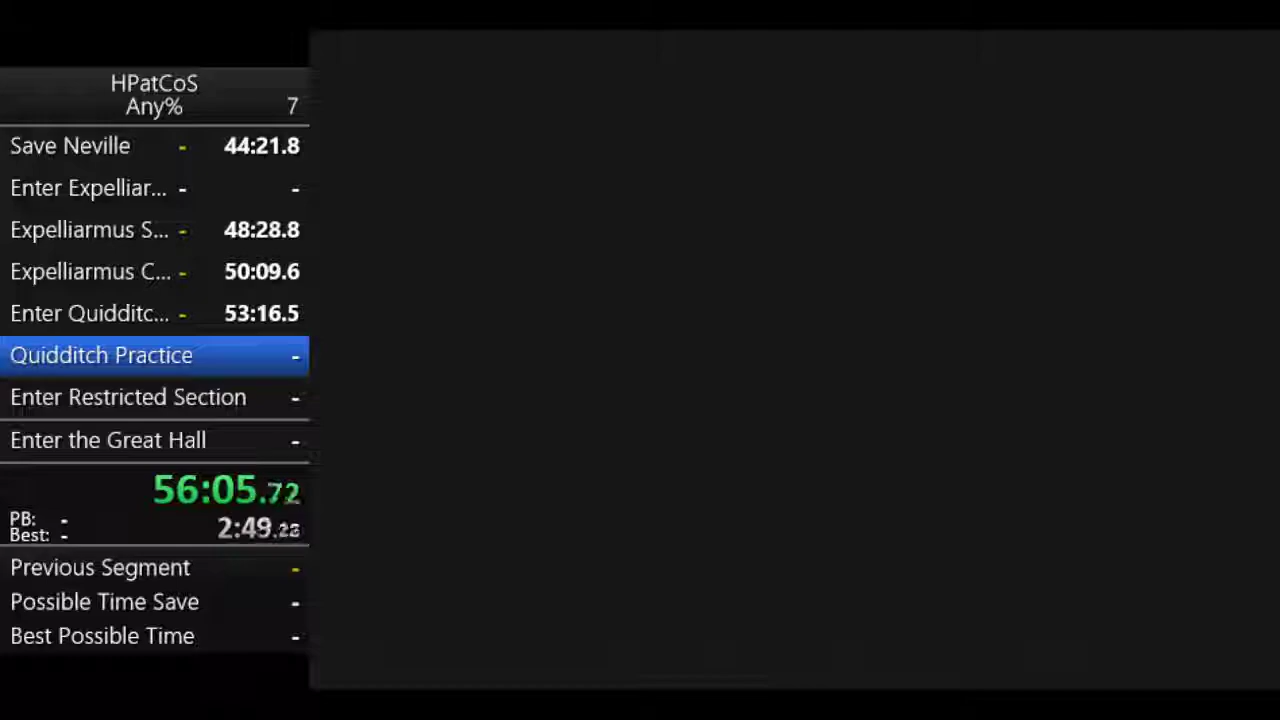 HPatCoS
Any% 7
Save Neville - 44:21.8
Enter Expelliar... - -
Expelliarmus S... - 48:28.8
Expelliarmus C... - 50:09.6
Enter Quidditc... - 53:16.5
Quidditch Practice -
Enter Restricted Section -
Enter the Great Hall -
56:05.72
PB: -
Best: - 2:49.28
Previous Segment -
Possible Time Save -
Best Possible Time -